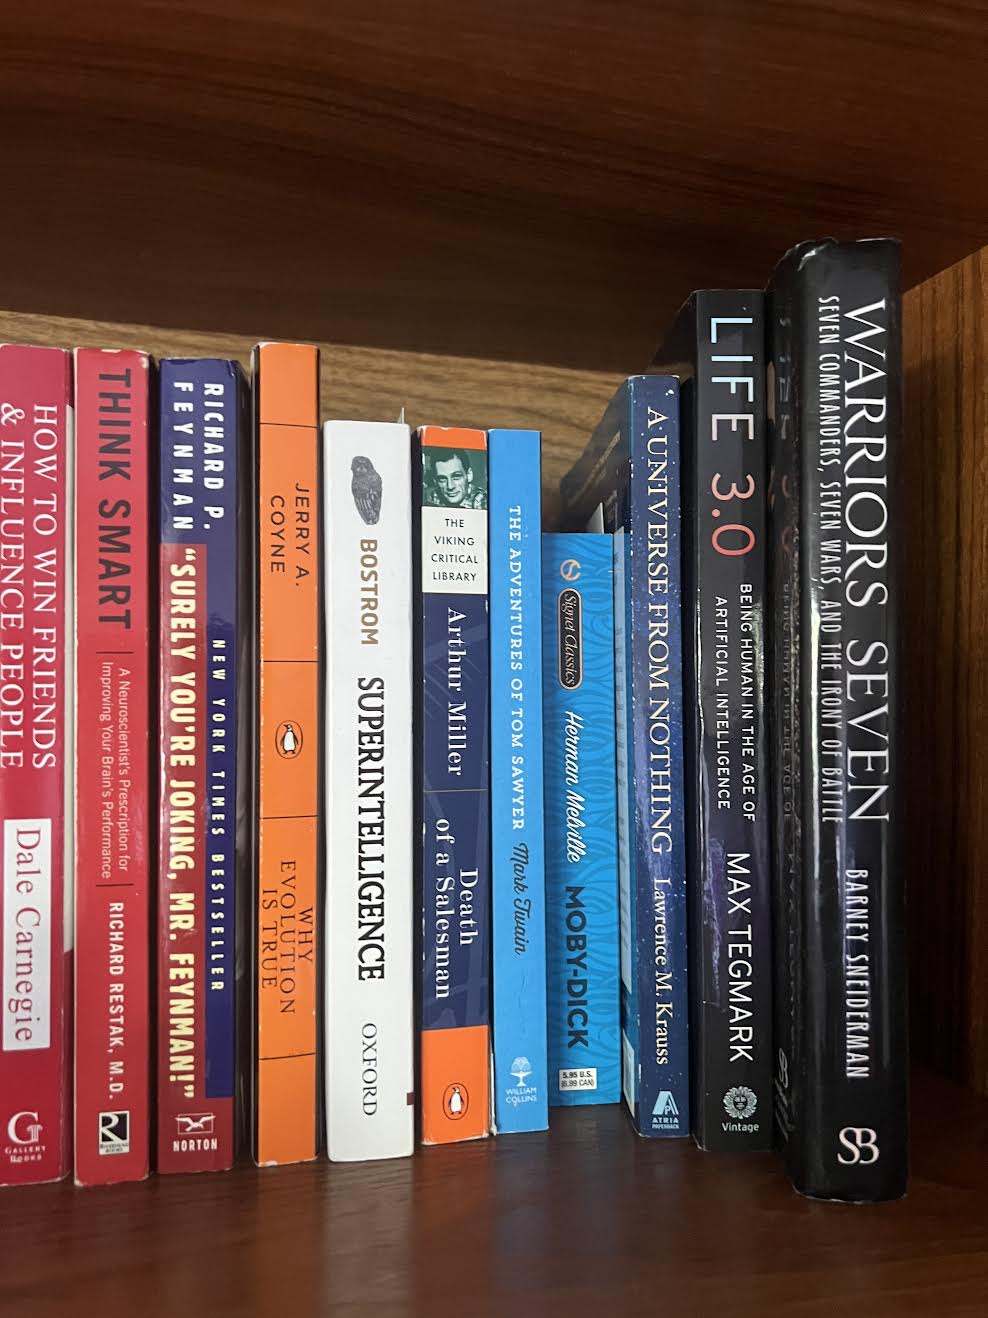 HOW TO WIN FRIENDS
& INFLUENCE PEOPLE
Dale Carnegie
G
GALLERY
BOOKS
THINK SMART
A Neuroscientist's Prescription for
Improving Your Brain's Performance
RICHARD RESTAK, M.D.
R
RIVERHEAD
BOOKS
RICHARD P.
FEYNMAN
NEW YORK TIMES BESTSELLER
"SURELY YOU'RE JOKING, MR. FEYNMAN!"
NORTON
JERRY A.
COYNE
WHY
EVOLUTION
IS TRUE
BOSTROM
SUPERINTELLIGENCE
OXFORD
THE
VIKING
CRITICAL
LIBRARY
Arthur Miller
Death
of a Salesman
THE ADVENTURES OF TOM SAWYER
Mark Twain
WILLIAM
COLLINS
Signet Classics
Herman Melville
MOBY-DICK
5.95 U.S.
(6.99 CAN)
A UNIVERSE FROM NOTHING
Lawrence M. Krauss
A P
ATRIA
PAPERBACK
LIFE 3.0
BEING HUMAN IN THE AGE OF
ARTIFICIAL INTELLIGENCE
MAX TEGMARK
Vintage
WARRIORS SEVEN
SEVEN COMMANDERS, SEVEN WARS, AND THE IRONY OF BATTLE
BARNEY SNEIDERMAN
SB